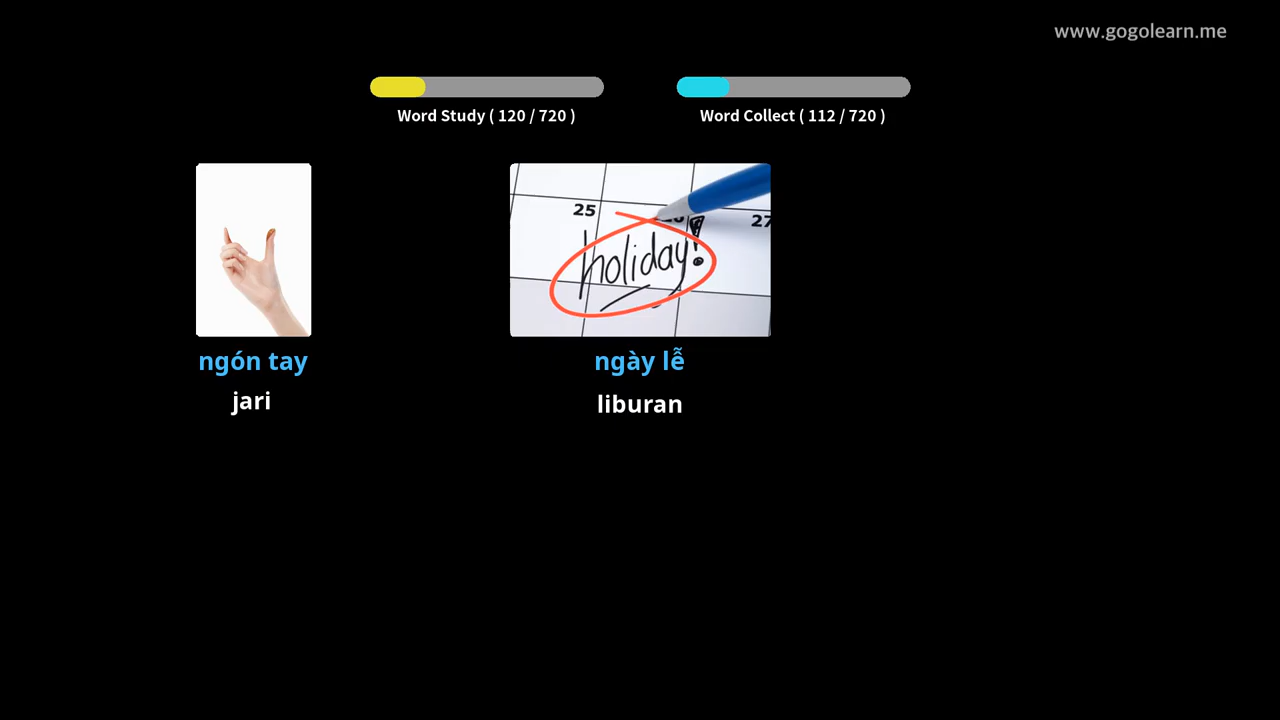 www.gogolearn.me
Word Study ( 120 / 720 )
Word Collect ( 112 / 720 )
25
27
holiday!
ngón tay
ngày lễ
jari
liburan